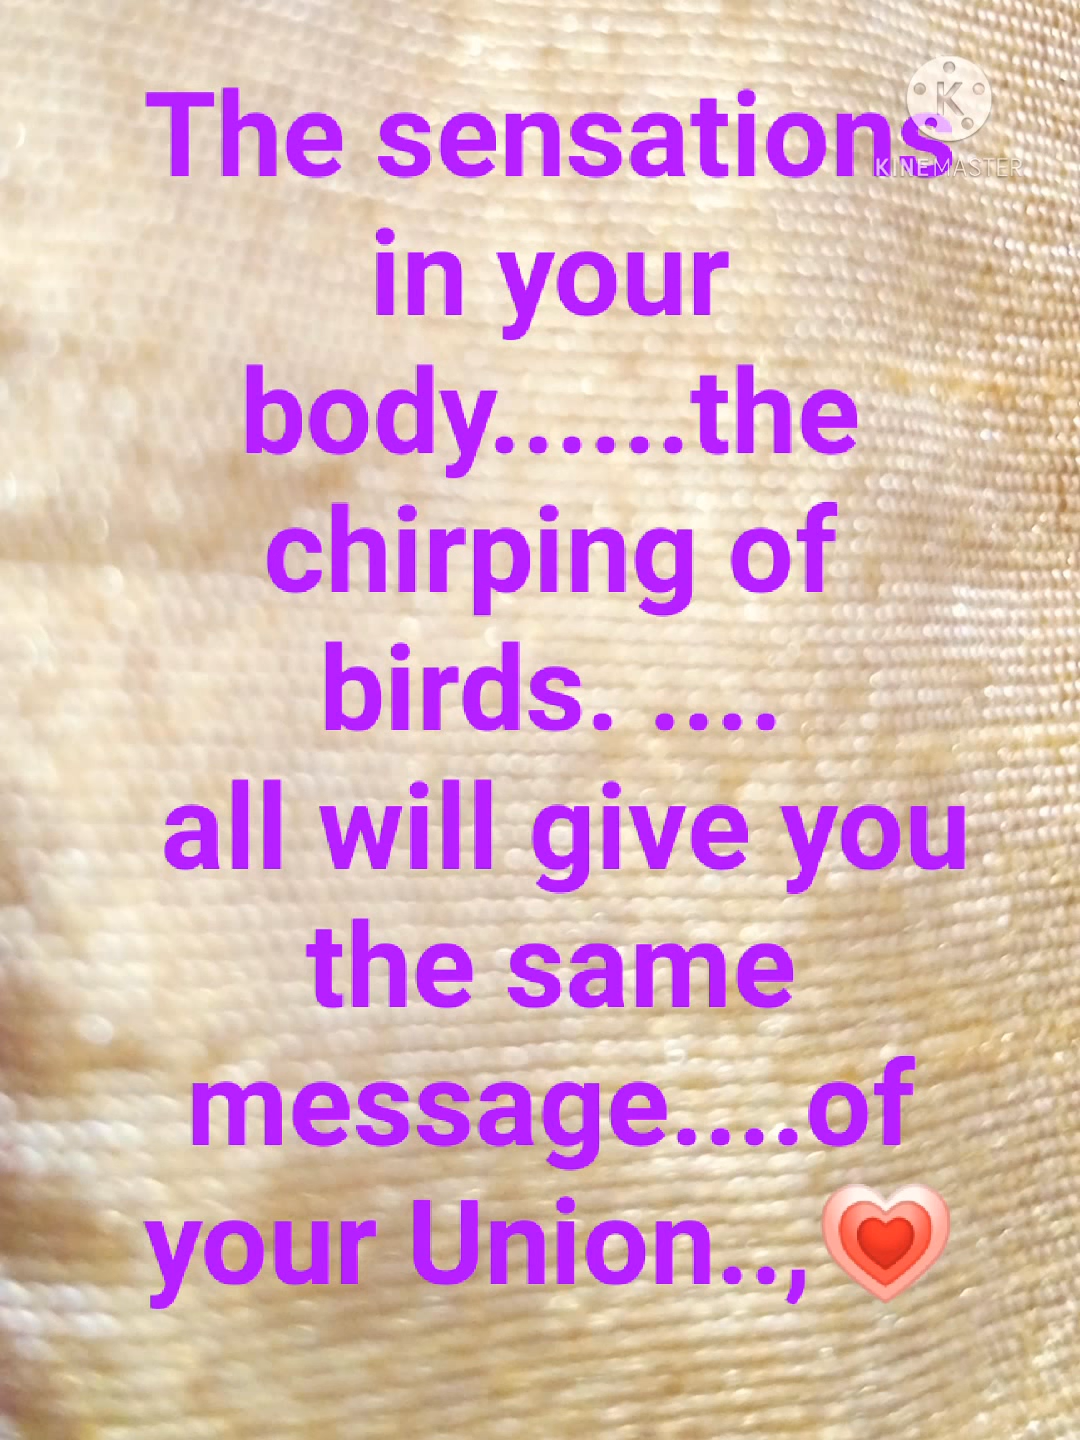 The sensations
K
KINEMASTER
in your
body......the
chirping of
birds. ....
all will give you
the same
message....of
your Union..,